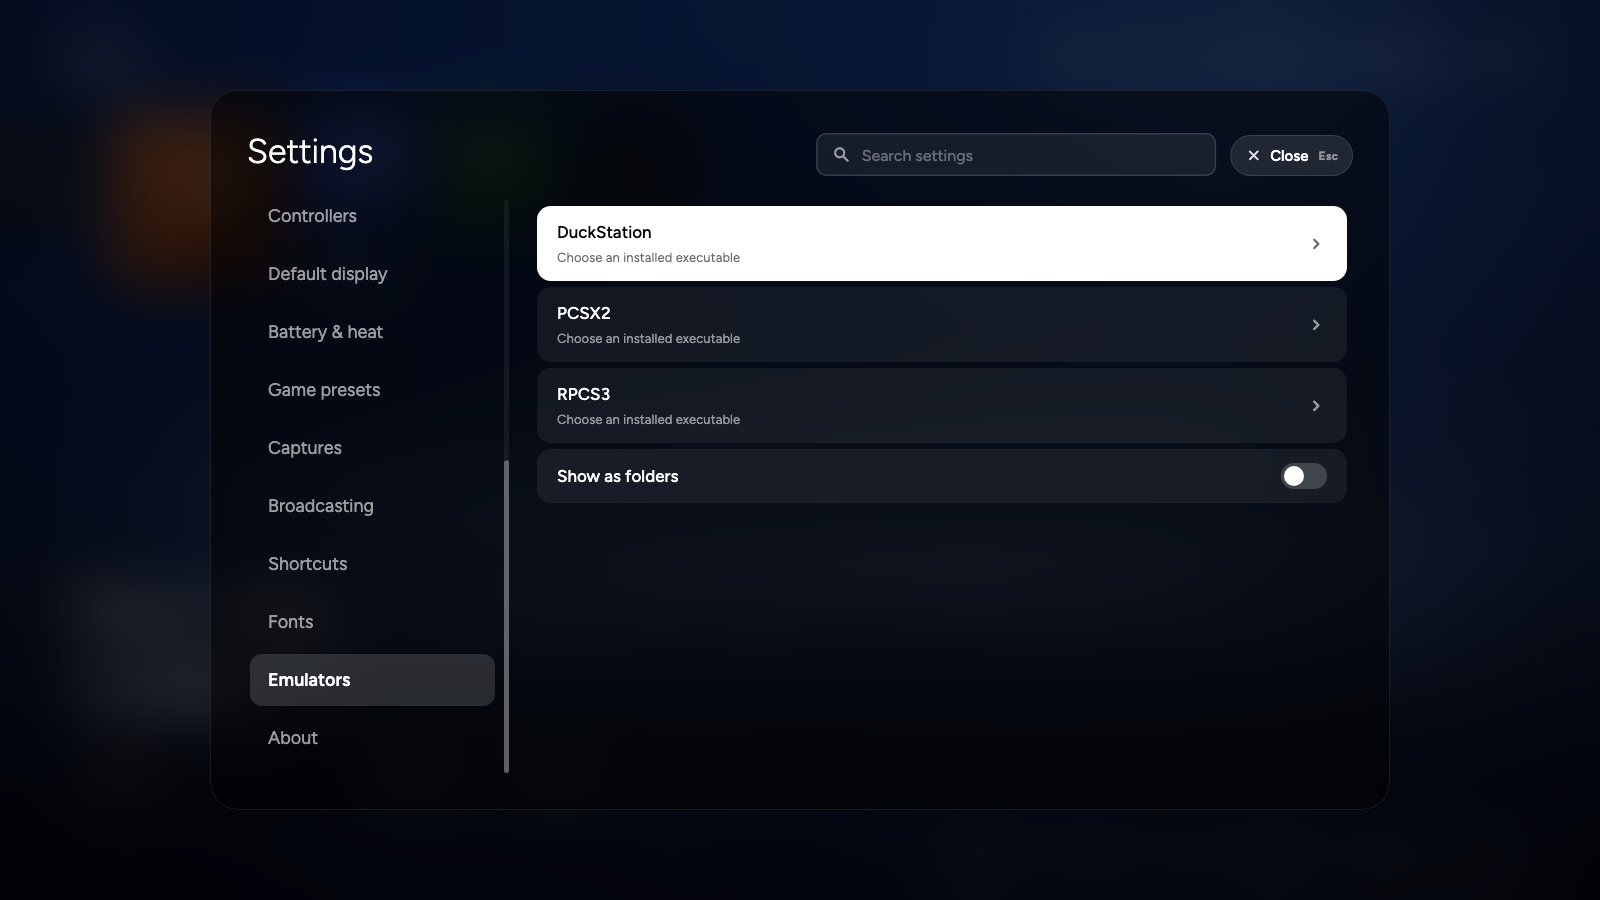 Settings
Search settings
Close Esc
Controllers
Default display
Battery & heat
Game presets
Captures
Broadcasting
Shortcuts
Fonts
Emulators
About
DuckStation
Choose an installed executable
PCSX2
Choose an installed executable
RPCS3
Choose an installed executable
Show as folders